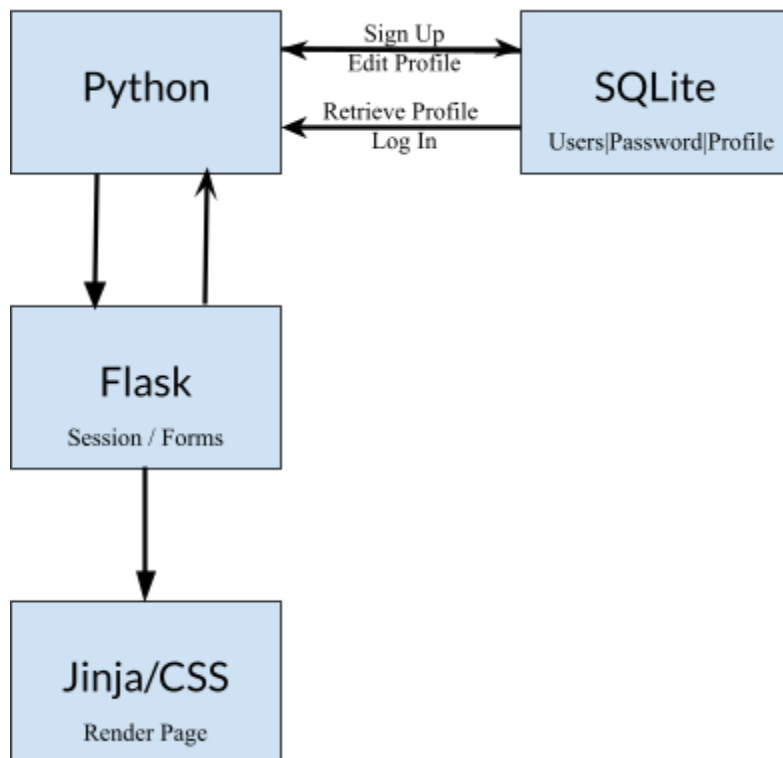 Python
Sign Up
Edit Profile
Retrieve Profile
Log In
SQLite
Users|Password|Profile
Flask
Session / Forms
Jinja/CSS
Render Page